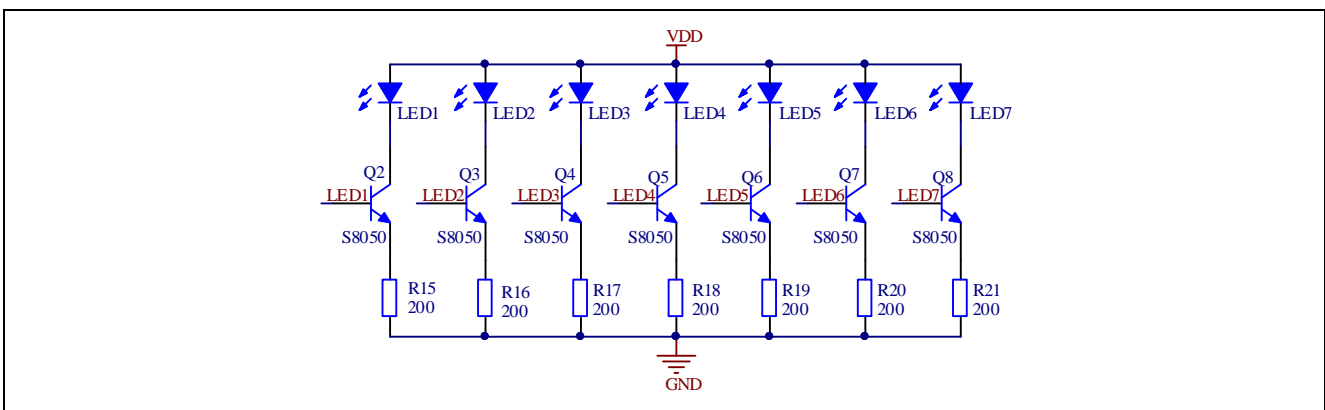 VDD
LED1 LED2 LED3 LED4 LED5 LED6 LED7
Q2 Q3 Q4 Q5 Q6 Q7 Q8
LED1 LED2 LED3 LED4 LED5 LED6 LED7
S8050 S8050 S8050 S8050 S8050 S8050 S8050
R15 R16 R17 R18 R19 R20 R21
200 200 200 200 200 200 200
GND